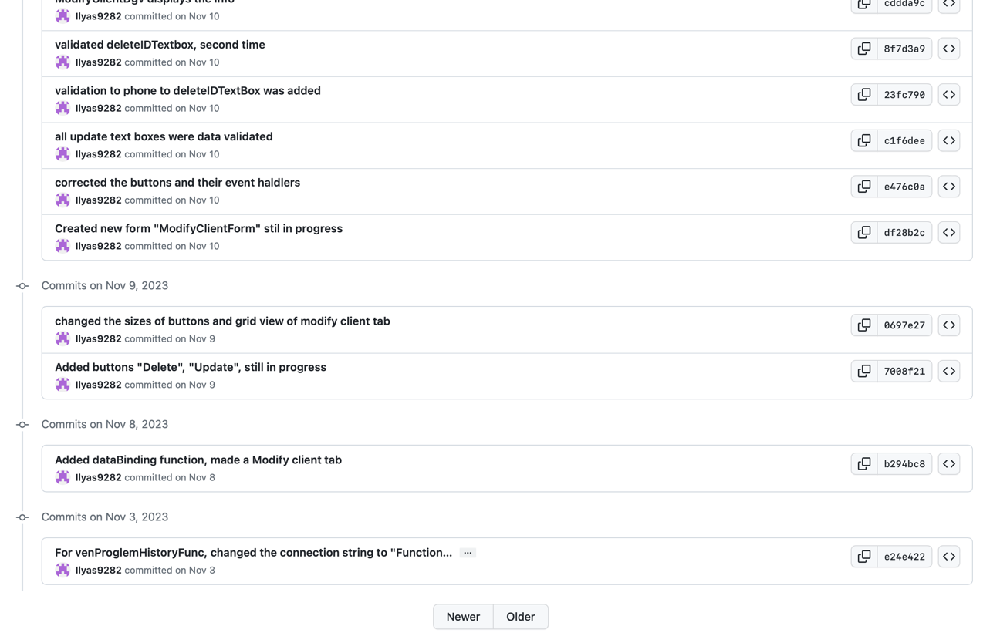 ModifyClientDgv displays the info
Ilyas9282 committed on Nov 10
cddda9c
validated deleteIDTextbox, second time
Ilyas9282 committed on Nov 10
8f7d3a9
validation to phone to deleteIDTextBox was added
Ilyas9282 committed on Nov 10
23fc790
all update text boxes were data validated
Ilyas9282 committed on Nov 10
c1f6dee
corrected the buttons and their event haldlers
Ilyas9282 committed on Nov 10
e476c0a
Created new form "ModifyClientForm" stil in progress
Ilyas9282 committed on Nov 10
df28b2c
Commits on Nov 9, 2023
changed the sizes of buttons and grid view of modify client tab
Ilyas9282 committed on Nov 9
0697e27
Added buttons "Delete", "Update", still in progress
Ilyas9282 committed on Nov 9
7008f21
Commits on Nov 8, 2023
Added dataBinding function, made a Modify client tab
Ilyas9282 committed on Nov 8
b294bc8
Commits on Nov 3, 2023
For venProglemHistoryFunc, changed the connection string to "Function... ...
Ilyas9282 committed on Nov 3
e24e422
Newer
Older